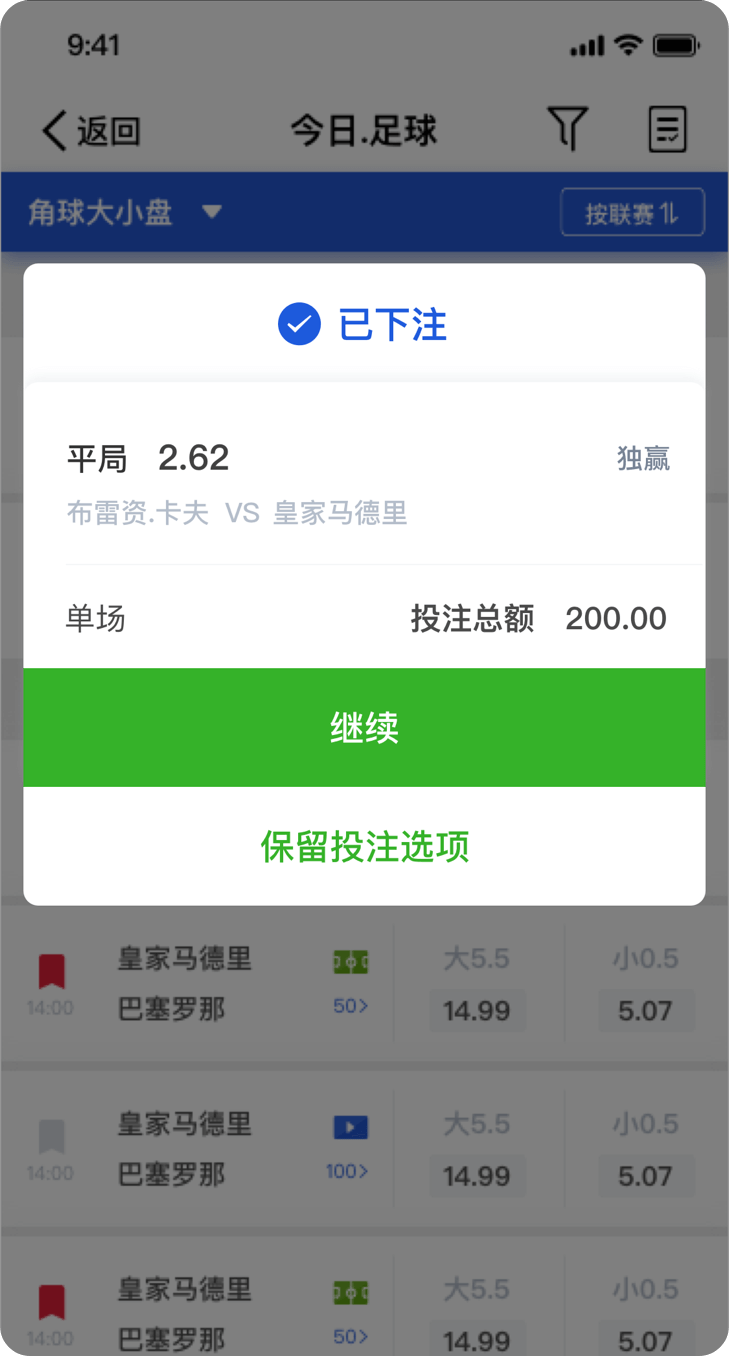 9:41
返回 今日.足球
角球大小盘 按联赛
已下注
平局 2.62 独赢
布雷资.卡夫 VS 皇家马德里
单场 投注总额 200.00
继续
保留投注选项
皇家马德里 大5.5 小0.5
14:00 巴塞罗那 50> 14.99 5.07
皇家马德里 大5.5 小0.5
14:00 巴塞罗那 100> 14.99 5.07
皇家马德里 大5.5 小0.5
14:00 巴塞罗那 50> 14.99 5.07